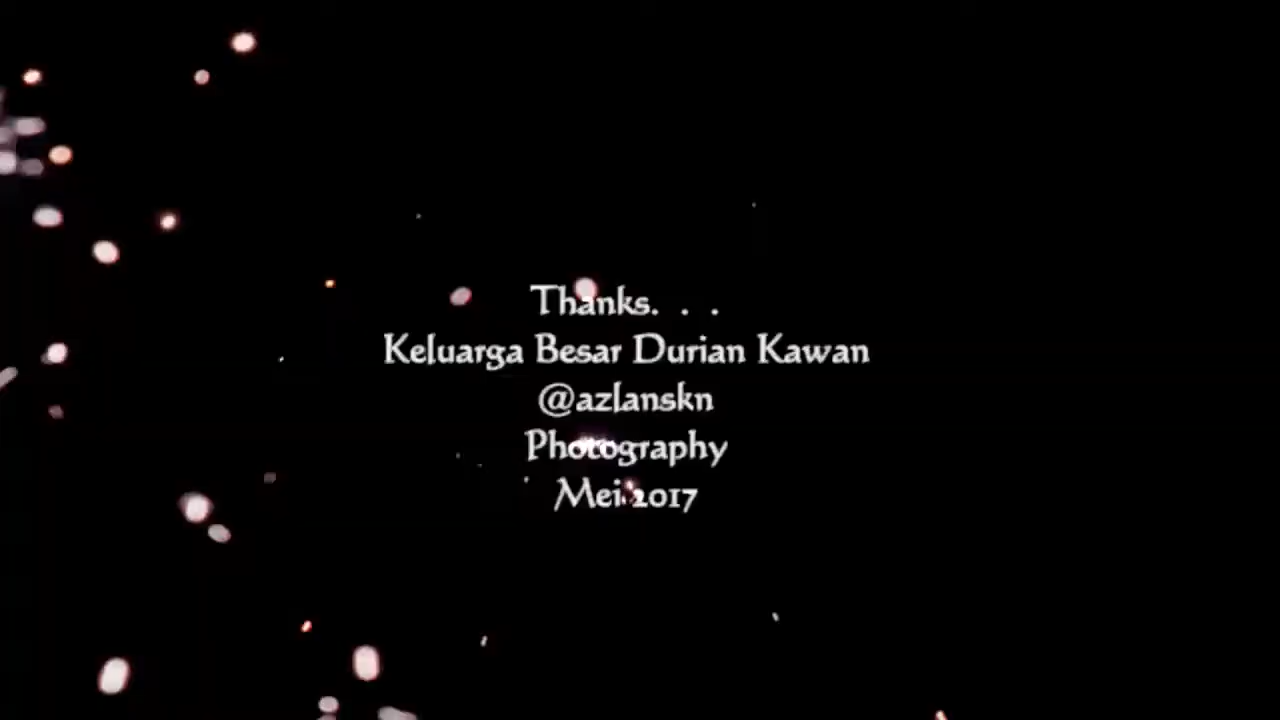 Thanks. . .
Keluarga Besar Durian Kawan
@azlanskn
Photography
Mei 2017